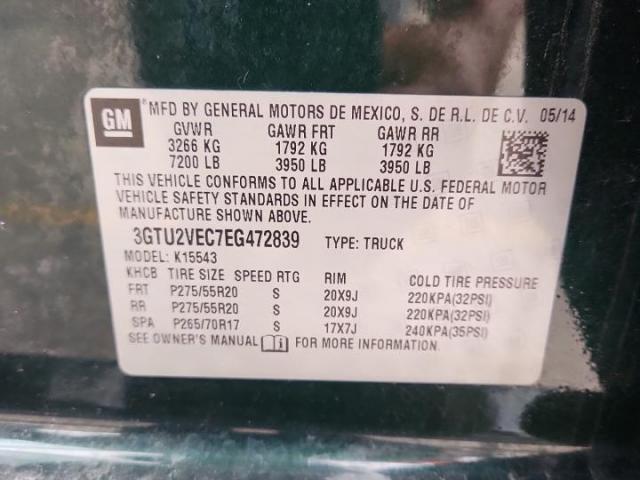 GM ® MFD BY GENERAL MOTORS DE MEXICO, S. DE R.L. DE C.V. 05/14
GVWR GAWR FRT GAWR RR
3266 KG 1792 KG 1792 KG
7200 LB 3950 LB 3950 LB
THIS VEHICLE CONFORMS TO ALL APPLICABLE U.S. FEDERAL MOTOR
VEHICLE SAFETY STANDARDS IN EFFECT ON THE DATE OF
MANUFACTURE SHOWN ABOVE.
3GTU2VEC7EG472839 TYPE: TRUCK
MODEL: K15543
KHCB TIRE SIZE SPEED RTG RIM COLD TIRE PRESSURE
FRT P275/55R20 S 20X9J 220KPA(32PSI)
RR P275/55R20 S 20X9J 220KPA(32PSI)
SPA P265/70R17 S 17X7J 240KPA(35PSI)
SEE OWNER'S MANUAL FOR MORE INFORMATION